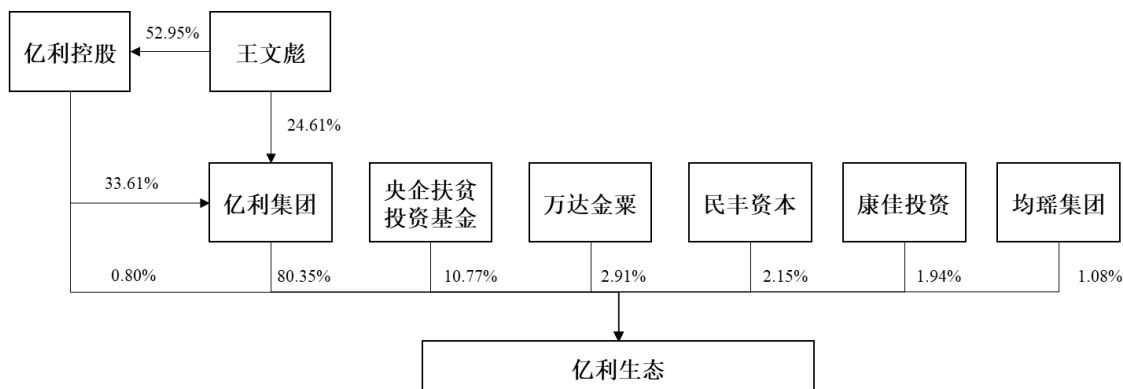 52.95%
亿利控股
王文彪
24.61%
33.61%
亿利集团
央企扶贫
投资基金
万达金粟
民丰资本
康佳投资
均瑶集团
0.80%
80.35%
10.77%
2.91%
2.15%
1.94%
1.08%
亿利生态